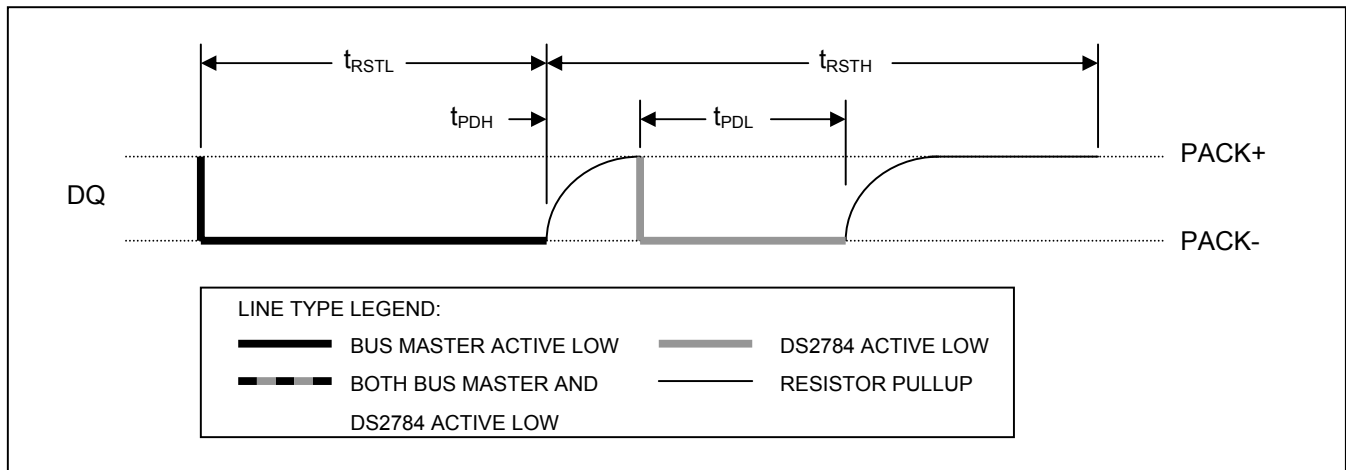 tRSTL
tRSTH
tPDH
tPDL
PACK+
DQ
PACK-
LINE TYPE LEGEND:
BUS MASTER ACTIVE LOW
DS2784 ACTIVE LOW
BOTH BUS MASTER AND
DS2784 ACTIVE LOW
RESISTOR PULLUP